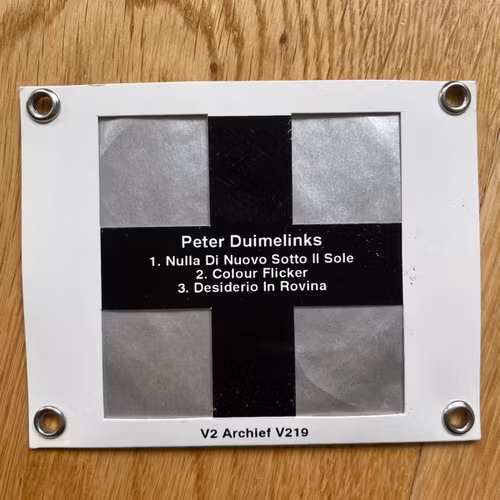 Peter Duimelinks
1. Nulla Di Nuovo Sotto Il Sole
2. Colour Flicker
3. Desiderio In Rovina
V2 Archief V219